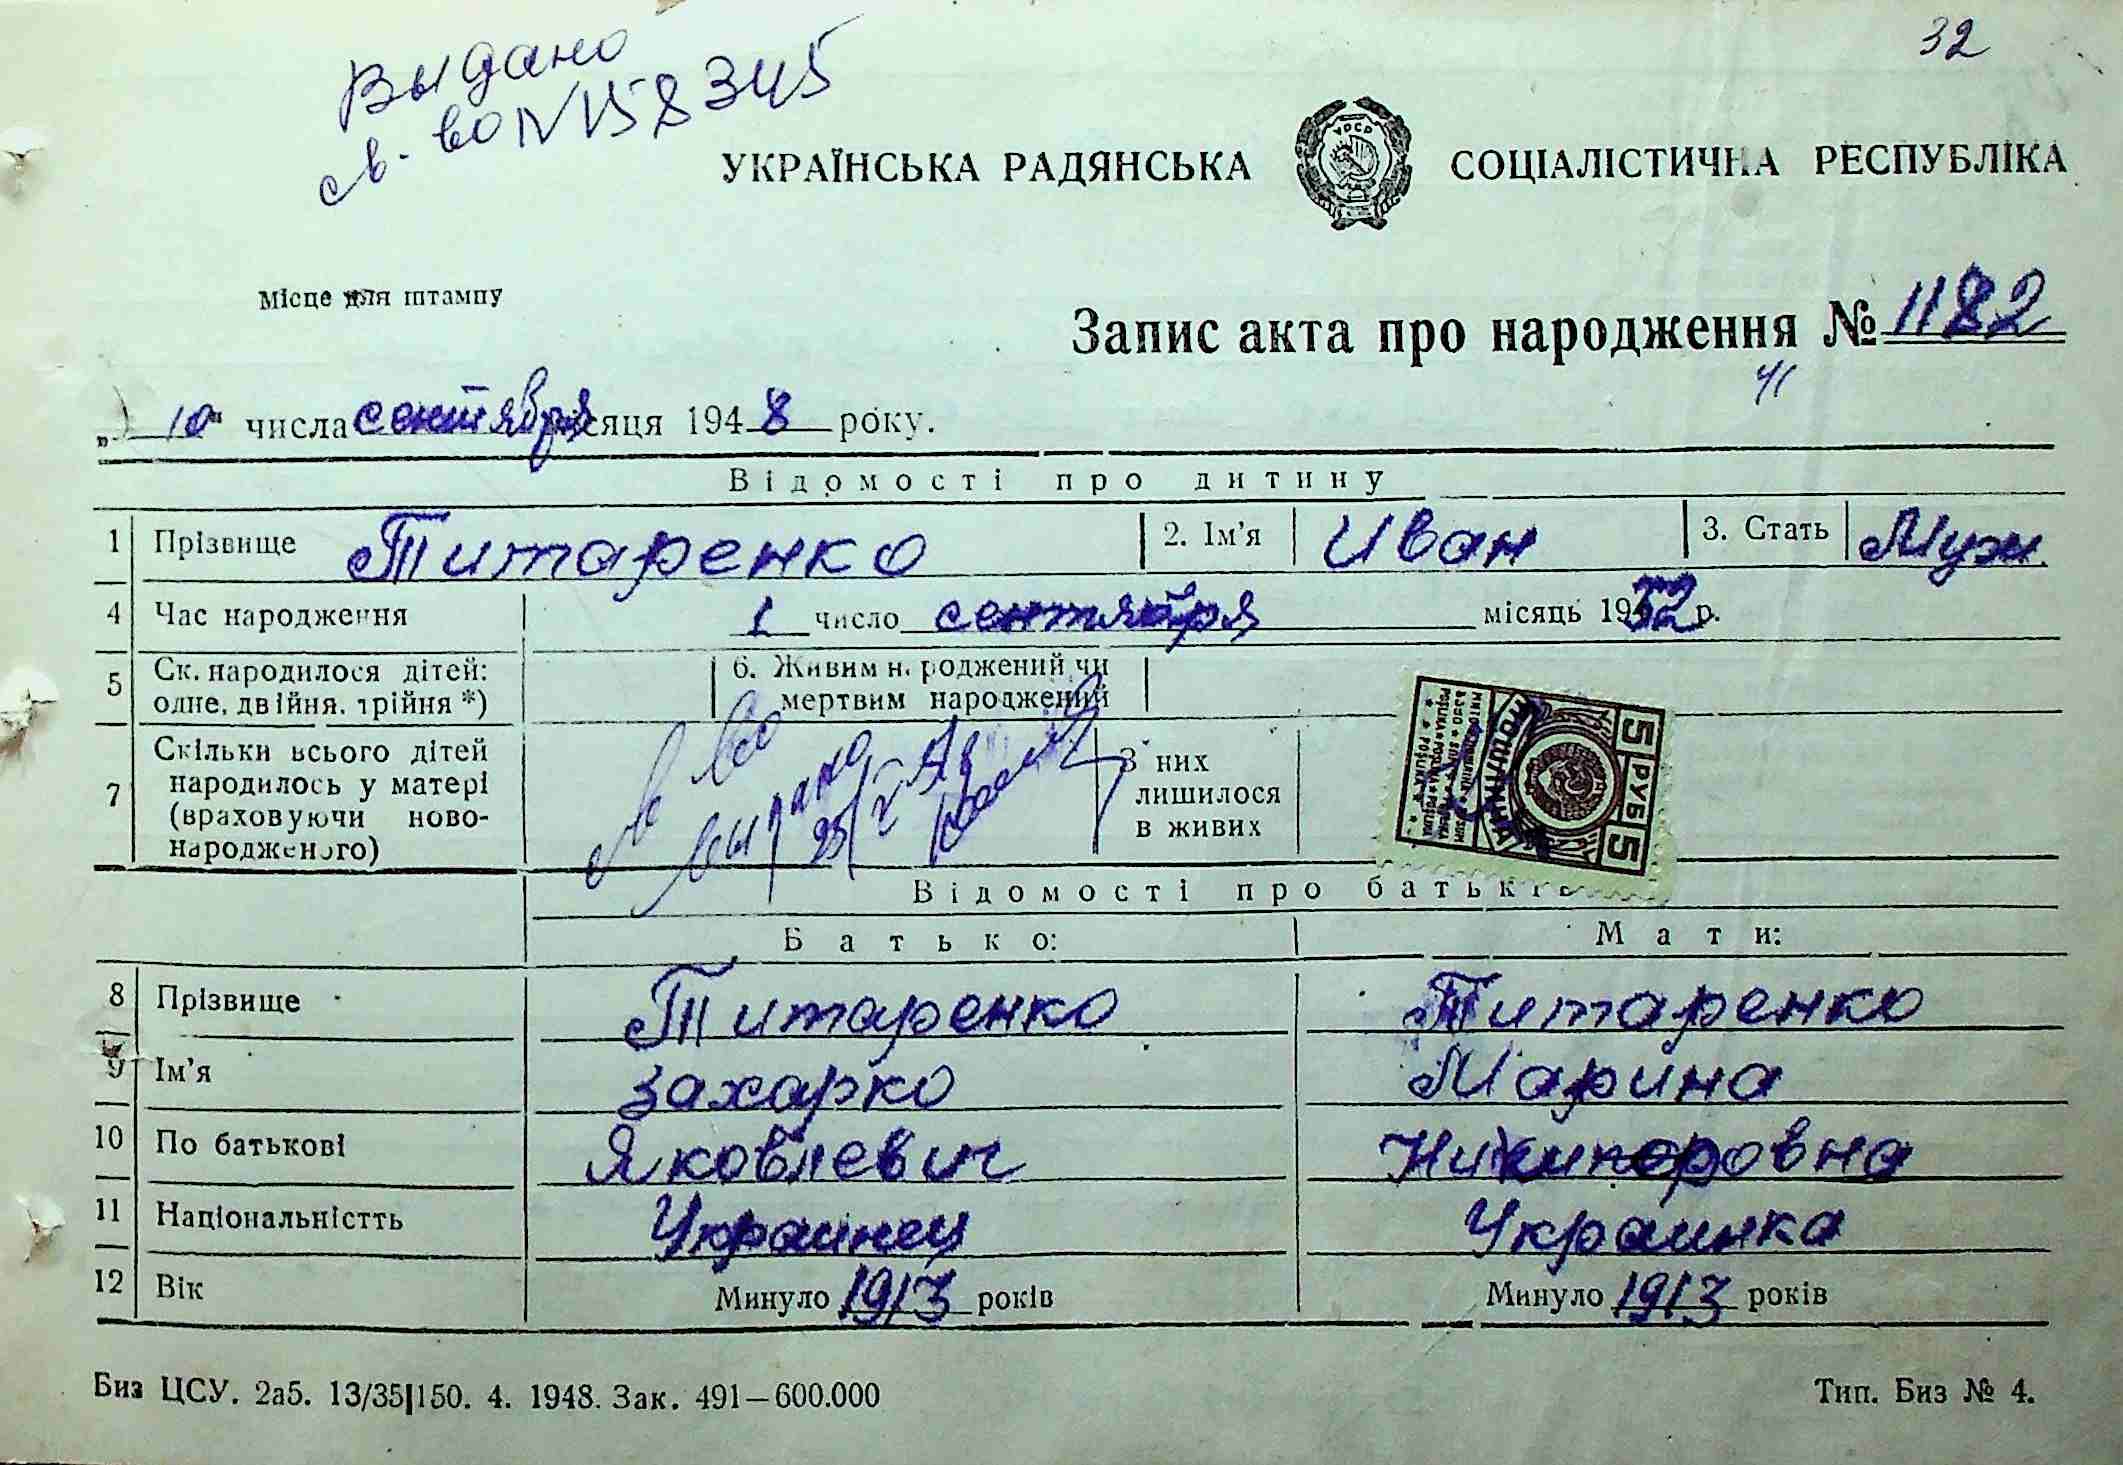 32
Выдано
УКРАЇНСЬКА РАДЯНСЬКА СОЦІАЛІСТИЧНА РЕСПУБЛІКА
УРСР
Місце для штампу
Запис акта про народження № 1182
„ 10 “ числа сентября місяця 1948 року.
Відомості про дитину
1 Прізвище Титаренко 2. Ім’я Иван 3. Стать Муж.
4 Час народження 1 число сентября місяць 1932 р.
5 Ск. народилося дітей: одне, двійня, трійня *) 6. Живим народжений чи мертвим народжений
7 Скільки всього дітей народилось у матері (враховуючи новонародженого) З них лишилося в живих
5 РУБ 5
Відомості про батьків
Батько: Мати:
8 Прізвище Титаренко Титаренко
9 Ім’я Захарко Марина
10 По батькові Яковлевич Никипоровна
11 Національністть Украинец Украинка
12 Вік Минуло 1913 років Минуло 1913 років
Биз ЦСУ. 2а5. 13/35|150. 4. 1948. Зак. 491—600.000 Тип. Биз № 4.